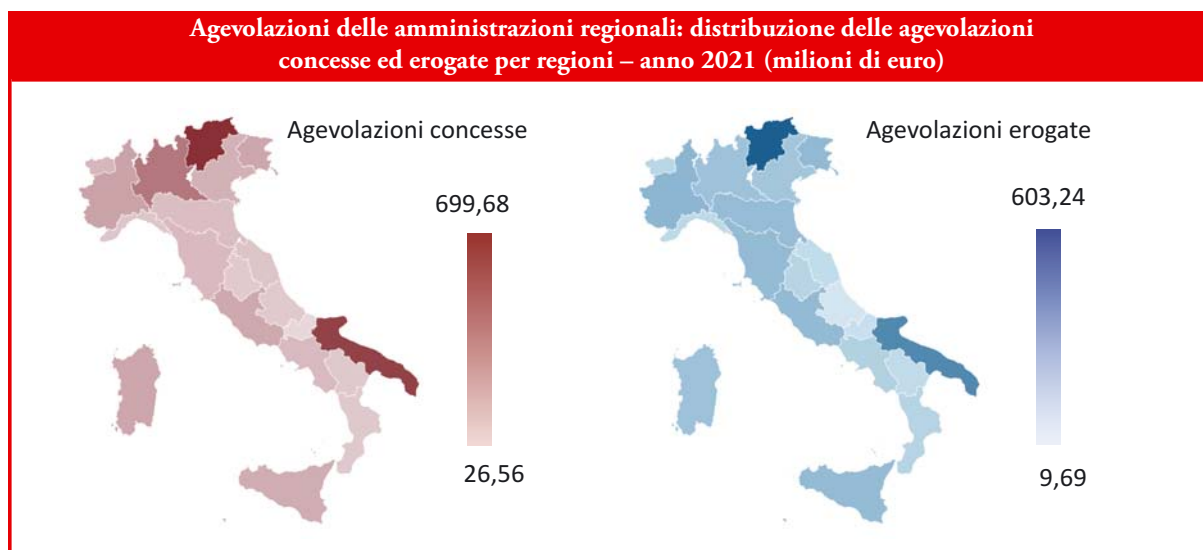 Agevolazioni delle amministrazioni regionali: distribuzione delle agevolazioni
concesse ed erogate per regioni – anno 2021 (milioni di euro)
Agevolazioni concesse
699,68
26,56
Agevolazioni erogate
603,24
9,69